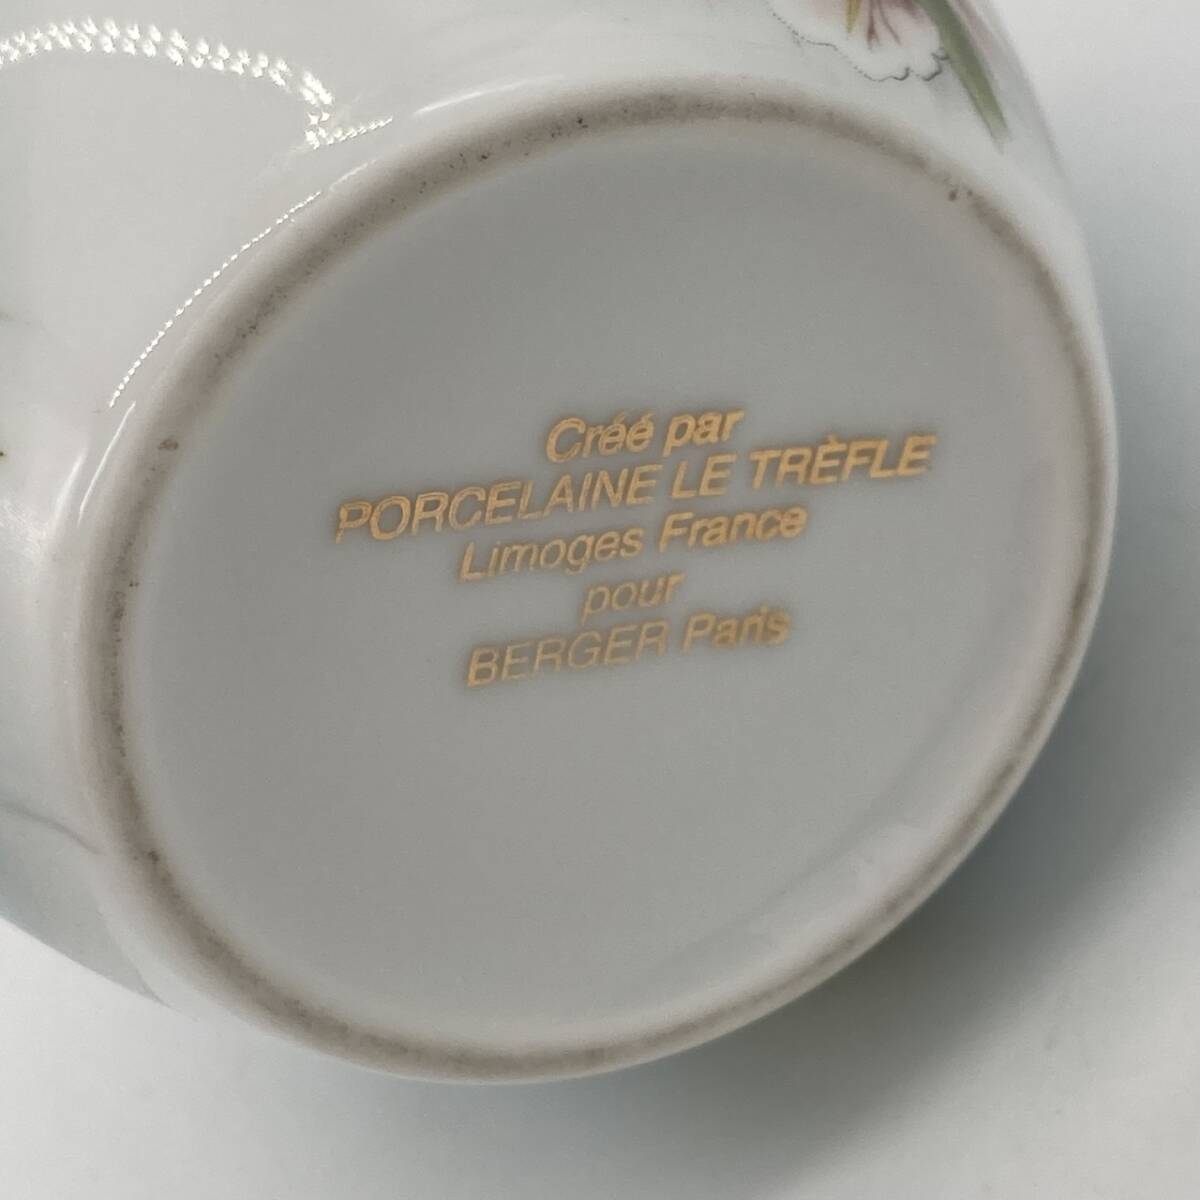 Créé par
PORCELAINE LE TRÈFLE
Limoges France
pour
BERGER Paris